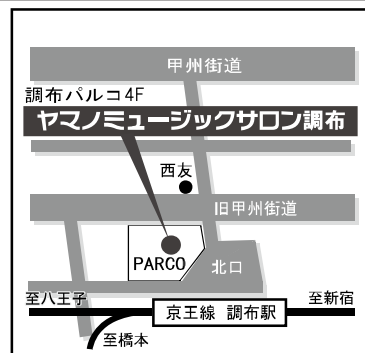 甲州街道
調布パルコ4F
ヤマノミュージックサロン調布
西友
旧甲州街道
PARCO
北口
至八王子
京王線 調布駅
至新宿
至橋本